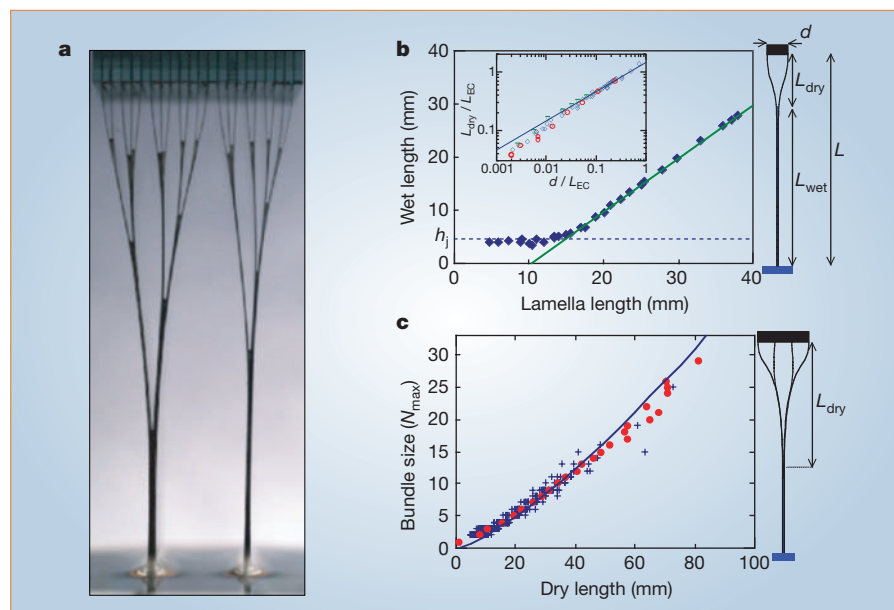 a
b
40
30
20
10
0
Wet length (mm)
h_j
0
10
20
30
40
Lamella length (mm)
1
0.1
L_dry / L_EC
0.001
0.01
0.1
1
d / L_EC
d
L_dry
L
L_wet
c
30
25
20
15
10
5
0
Bundle size (N_max)
0
20
40
60
80
100
Dry length (mm)
L_dry